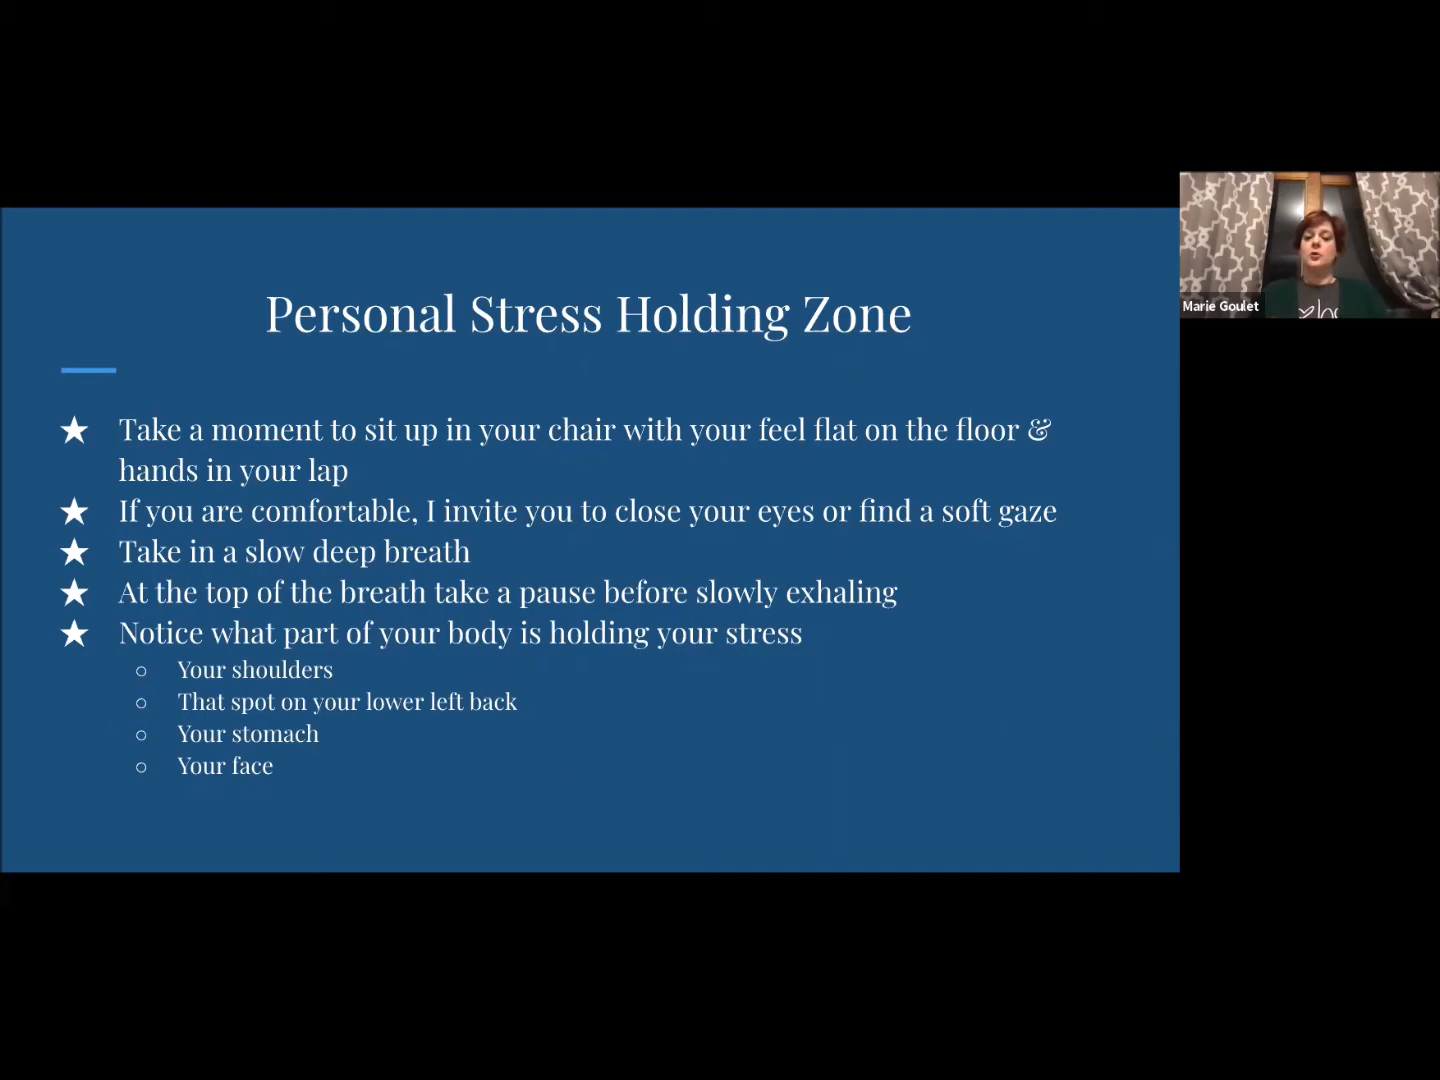 Personal Stress Holding Zone
★ Take a moment to sit up in your chair with your feel flat on the floor &
hands in your lap
★ If you are comfortable, I invite you to close your eyes or find a soft gaze
★ Take in a slow deep breath
★ At the top of the breath take a pause before slowly exhaling
★ Notice what part of your body is holding your stress
○ Your shoulders
○ That spot on your lower left back
○ Your stomach
○ Your face
Marie Goulet